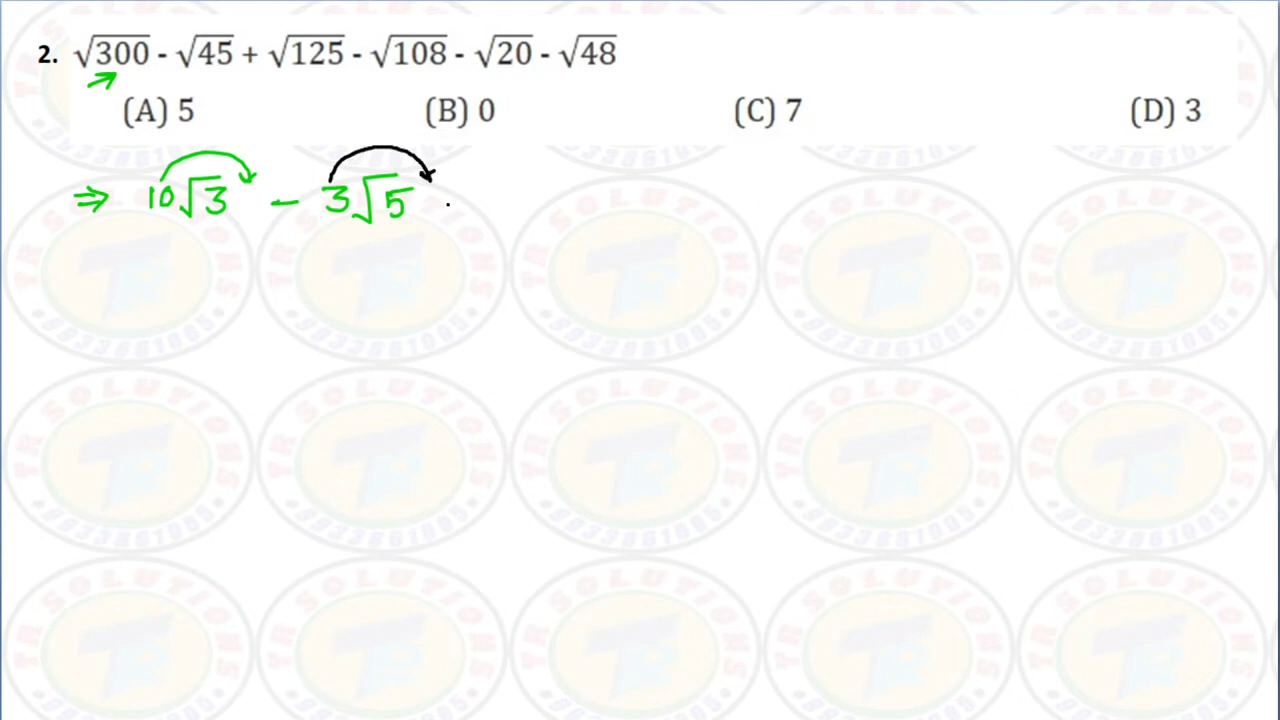 2. √300 - √45 + √125 - √108 - √20 - √48
(A) 5 (B) 0 (C) 7 (D) 3
⇒ 10√3 - 3√5